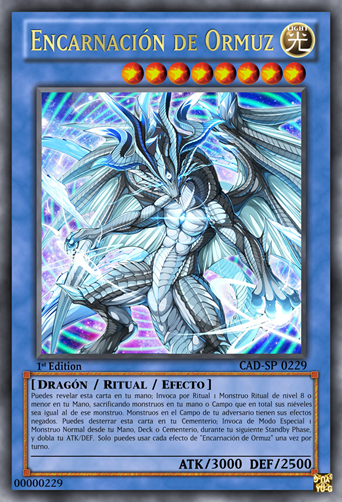 ENCARNACIÓN DE ORMUZ
LIGHT
光
1st Edition
CAD-SP 0229
[ DRAGÓN / RITUAL / EFECTO ]
Puedes revelar esta carta en tu mano; Invoca por Ritual 1 Monstruo Ritual de nivel 8 o
menor en tu Mano, sacrificando monstruos en tu mano o Campo que en total sus niveles
sea igual al de ese monstruo. Monstruos en el Campo de tu adversario tienen sus efectos
negados. Puedes desterrar esta carta en tu Cementerio; Invoca de Modo Especial 1
Monstruo Normal desde tu Mano, Deck o Cementerio, durante tu siguiente Standby Phase,
y dobla tu ATK/DEF. Solo puedes usar cada efecto de "Encarnación de Ormuz" una vez por
turno.
ATK/3000 DEF/2500
00000229